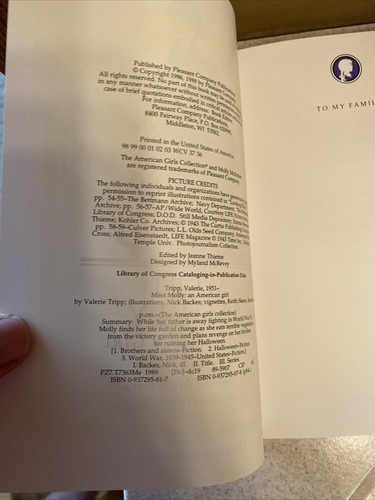 Published by Pleasant Company Publications
© Copyright 1986, 1989 by Pleasant Company
All rights reserved. No part of this book may be used or
in any manner whatsoever without written permission
case of brief quotations embodied in critical
For information, address: Book Editor,
Pleasant Company Publications,
8400 Fairway Place, P.O. Box 620998,
Middleton, WI 53562.
Printed in the United States of America.
98 99 00 01 02 03 WCV 37 36
The American Girls Collection® and Molly McIntire®
are registered trademarks of Pleasant Company.
PICTURE CREDITS
The following individuals and organizations have generously
permission to reprint illustrations contained in
pp. 54-55—The Bettmann Archive; Navy Department,
Archive; pp. 56-57—AP/Wide World, Courtesy LIFE
Library of Congress; D.O.D. Still Media Depository,
Thieme; Kohler Co. Archives; © 1943 The Curtis Publishing
pp. 58-59—Culver Pictures; L.L. Olds Seed Company;
Cross; Alfred Eisenstaedt, LIFE Magazine © 1943 Time Inc.
Temple Univ. Photojournalism Collection.
Edited by Jeanne Thieme
Designed by Myland McRevey
Library of Congress Cataloging-in-Publication Data
Tripp, Valerie, 1951-
Meet Molly: an American girl
by Valerie Tripp; illustrations, Nick Backes; vignettes, Keith
p.cm.—(The American girls collection)
Summary: While her father is away fighting in World War
Molly finds her life full of change as she eats terrible vegetables
from the victory garden and plans revenge on her brother
for ruining her Halloween
[1. Brothers and sisters—Fiction. 2. Halloween-Fiction.
3. World War, 1939-1945—United States-Fiction.]
I. Backes, Nick, ill. II. Title. III. Series.
PZ7.T7363Me 1989 [Fic]-dc19 89-3907 CIP
ISBN 0-937295-81-7 ISBN 0-937295-07-8 (pbk.)
TO MY FAMIL